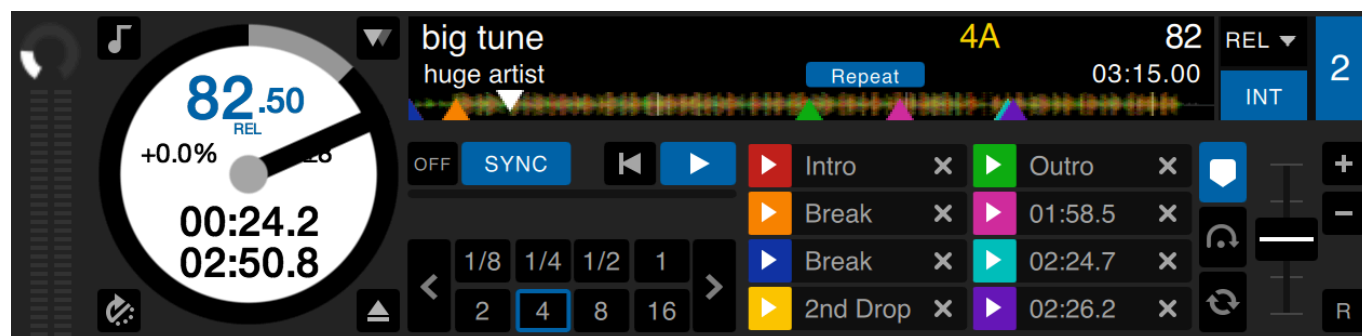 big tune 4A 82
huge artist Repeat 03:15.00
REL
INT
2
82.50
REL
+0.0%
00:24.2
02:50.8
OFF SYNC
1/8 1/4 1/2 1
2 4 8 16
Intro Outro
Break 01:58.5
Break 02:24.7
2nd Drop 02:26.2
+
−
R